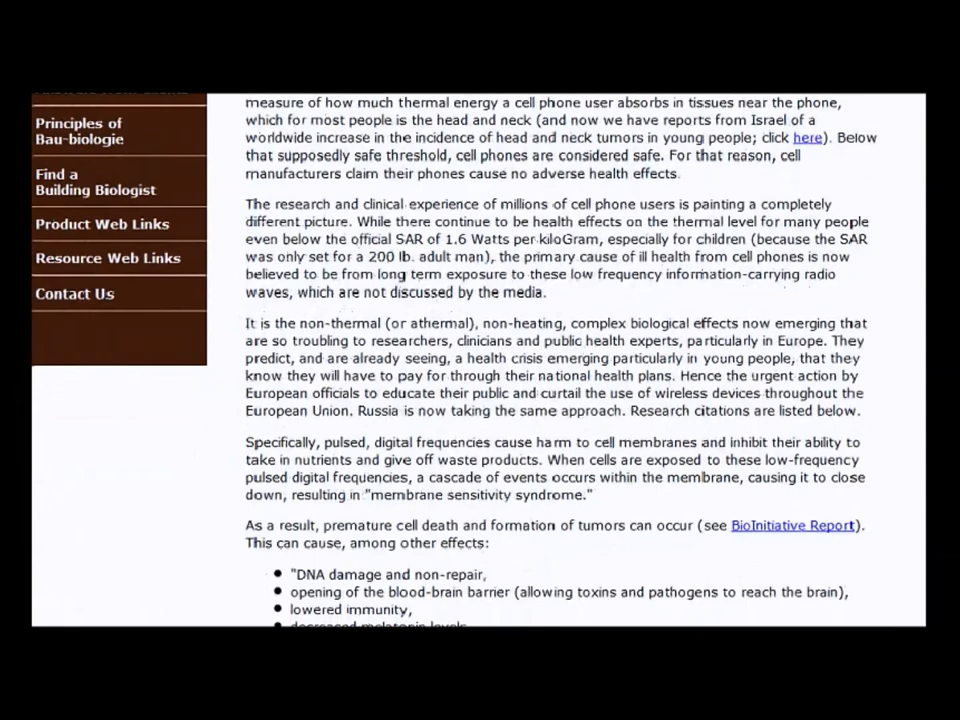 Principles of
Bau-biologie
Find a
Building Biologist
Product Web Links
Resource Web Links
Contact Us
measure of how much thermal energy a cell phone user absorbs in tissues near the phone,
which for most people is the head and neck (and now we have reports from Israel of a
worldwide increase in the incidence of head and neck tumors in young people; click here). Below
that supposedly safe threshold, cell phones are considered safe. For that reason, cell
manufacturers claim their phones cause no adverse health effects.
The research and clinical experience of millions of cell phone users is painting a completely
different picture. While there continue to be health effects on the thermal level for many people
even below the official SAR of 1.6 Watts per kiloGram, especially for children (because the SAR
was only set for a 200 lb. adult man), the primary cause of ill health from cell phones is now
believed to be from long term exposure to these low frequency information-carrying radio
waves, which are not discussed by the media.
It is the non-thermal (or athermal), non-heating, complex biological effects now emerging that
are so troubling to researchers, clinicians and public health experts, particularly in Europe. They
predict, and are already seeing, a health crisis emerging particularly in young people, that they
know they will have to pay for through their national health plans. Hence the urgent action by
European officials to educate their public and curtail the use of wireless devices throughout the
European Union. Russia is now taking the same approach. Research citations are listed below.
Specifically, pulsed, digital frequencies cause harm to cell membranes and inhibit their ability to
take in nutrients and give off waste products. When cells are exposed to these low-frequency
pulsed digital frequencies, a cascade of events occurs within the membrane, causing it to close
down, resulting in "membrane sensitivity syndrome."
As a result, premature cell death and formation of tumors can occur (see BioInitiative Report).
This can cause, among other effects:
• "DNA damage and non-repair,
• opening of the blood-brain barrier (allowing toxins and pathogens to reach the brain),
• lowered immunity,
• decreased melatonin levels